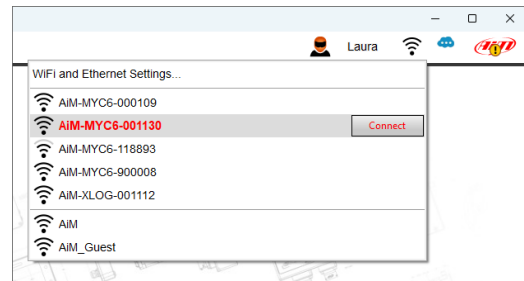 Laura
AiM
WiFi and Ethernet Settings...
AiM-MYC6-000109
AiM-MYC6-001130 Connect
AiM-MYC6-118893
AiM-MYC6-900008
AiM-XLOG-001112
AiM
AiM_Guest